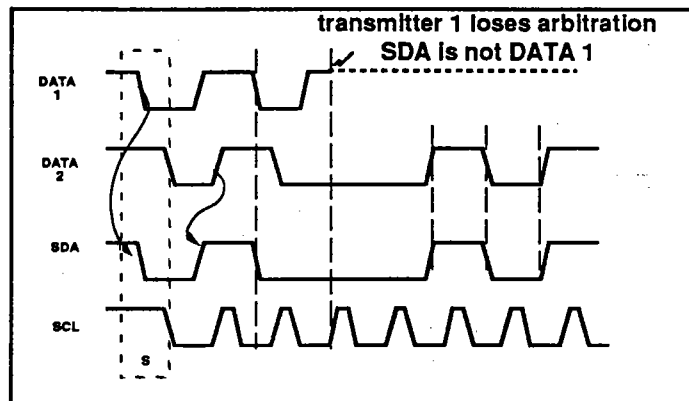 transmitter 1 loses arbitration
SDA is not DATA 1
DATA
1
DATA
2
SDA
SCL
S